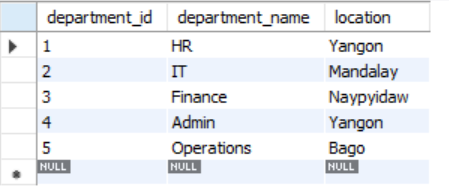 department_id department_name location
1 HR Yangon
2 IT Mandalay
3 Finance Naypyidaw
4 Admin Yangon
5 Operations Bago
NULL NULL NULL